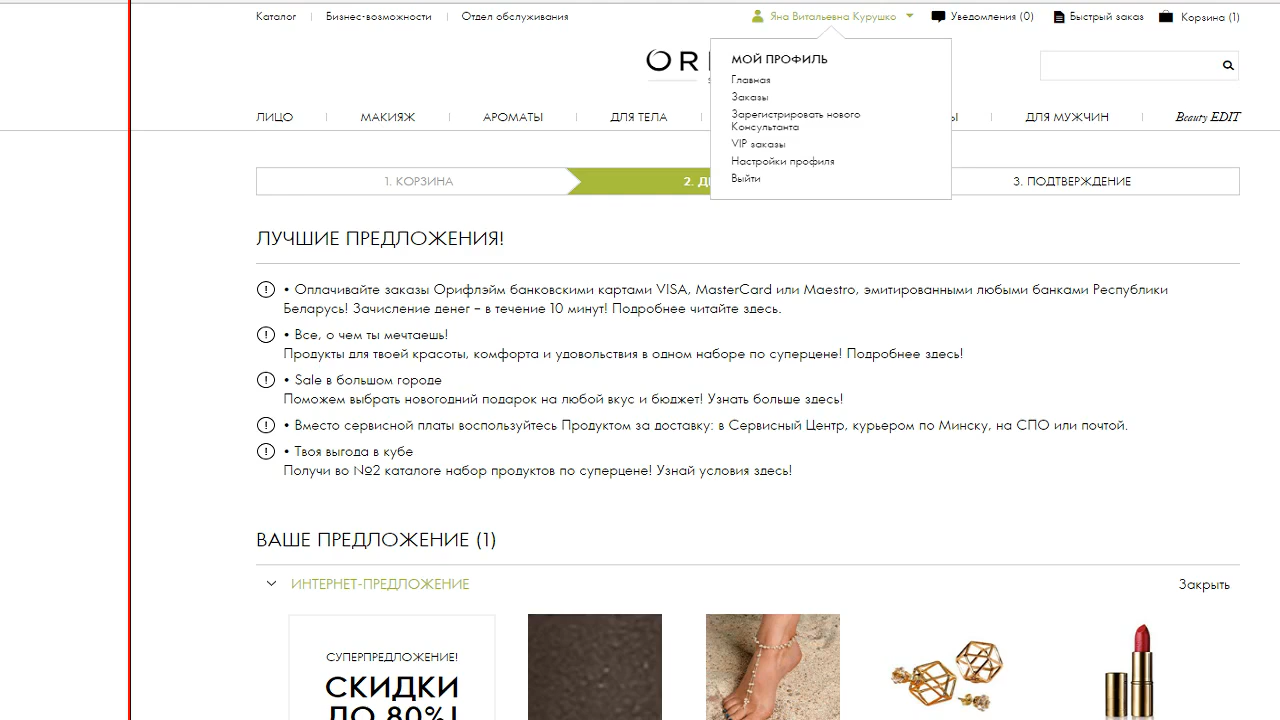 Каталог
Бизнес-возможности
Отдел обслуживания
Яна Витальевна Курушко
Уведомления (0)
Быстрый заказ
Корзина (1)
МОЙ ПРОФИЛЬ
Главная
Заказы
Зарегистрировать нового
Консультанта
VIP заказы
Настройки профиля
Выйти
OR
ЛИЦО
МАКИЯЖ
АРОМАТЫ
ДЛЯ ТЕЛА
ДЛЯ МУЖЧИН
Beauty EDIT
1. КОРЗИНА
2. Д
3. ПОДТВЕРЖДЕНИЕ
ЛУЧШИЕ ПРЕДЛОЖЕНИЯ!
• Оплачивайте заказы Орифлэйм банковскими картами VISA, MasterCard или Maestro, эмитированными любыми банками Республики
Беларусь! Зачисление денег – в течение 10 минут! Подробнее читайте здесь.
• Все, о чем ты мечтаешь!
Продукты для твоей красоты, комфорта и удовольствия в одном наборе по суперцене! Подробнее здесь!
• Sale в большом городе
Поможем выбрать новогодний подарок на любой вкус и бюджет! Узнать больше здесь!
• Вместо сервисной платы воспользуйтесь Продуктом за доставку: в Сервисный Центр, курьером по Минску, на СПО или почтой.
• Твоя выгода в кубе
Получи во №2 каталоге набор продуктов по суперцене! Узнай условия здесь!
ВАШЕ ПРЕДЛОЖЕНИЕ (1)
ИНТЕРНЕТ-ПРЕДЛОЖЕНИЕ
Закрыть
СУПЕРПРЕДЛОЖЕНИЕ!
СКИДКИ
ДО 80%!